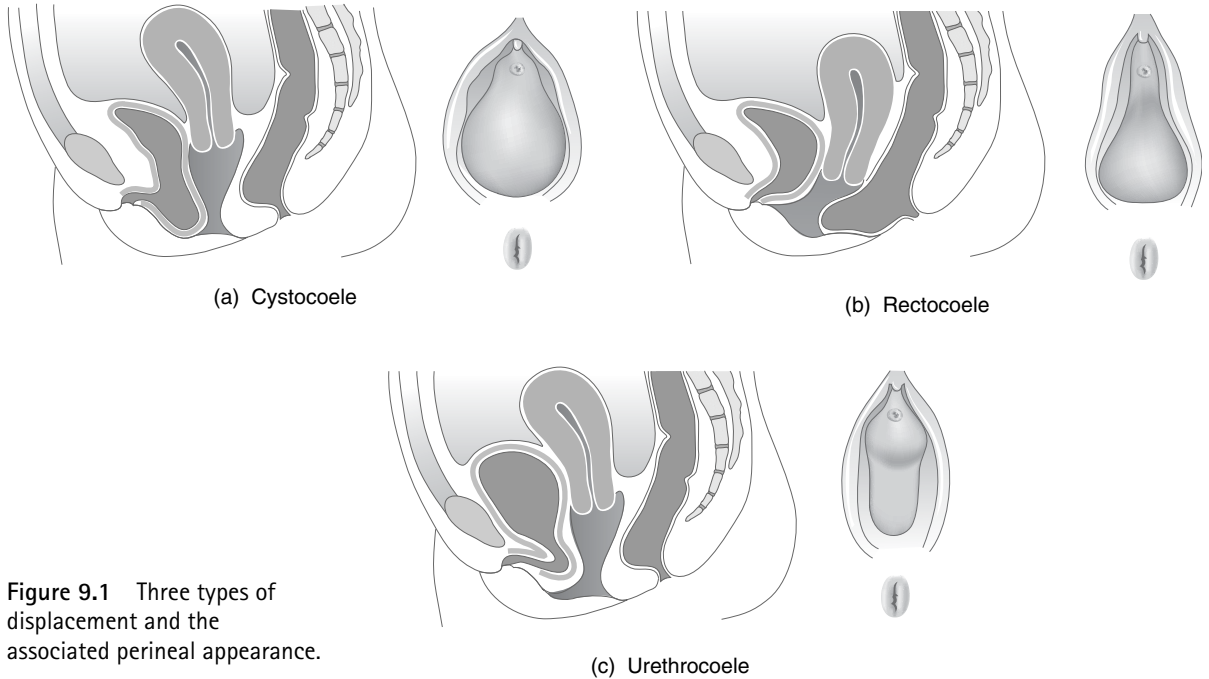 (a) Cystocoele
(b) Rectocoele
Figure 9.1 Three types of
displacement and the
associated perineal appearance.
(c) Urethrocoele